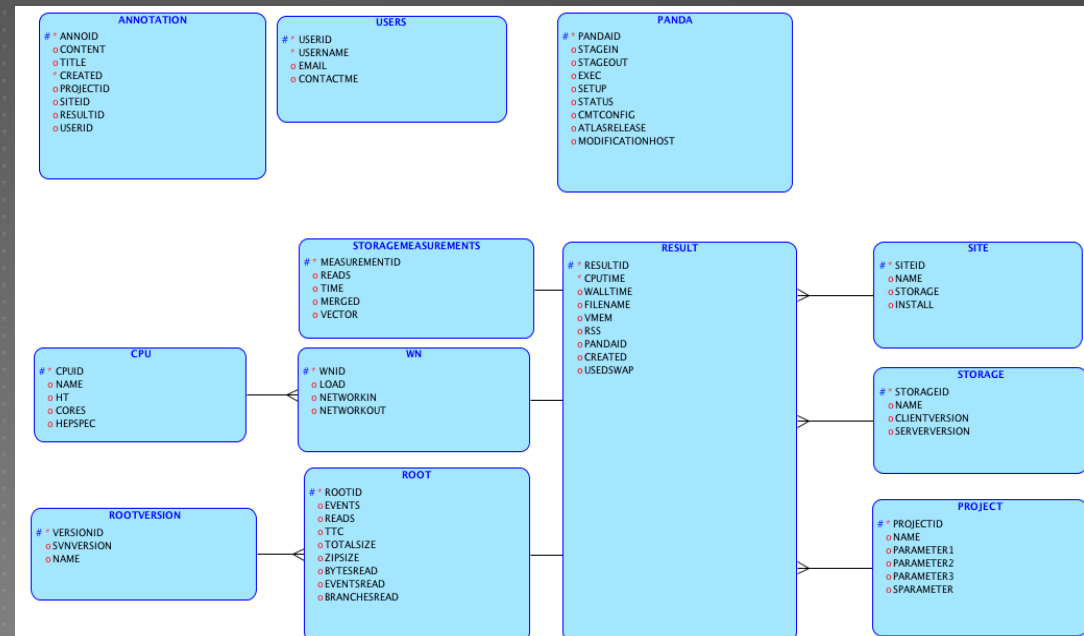 ANNOTATION
# * ANNOID
o CONTENT
o TITLE
* CREATED
o PROJECTID
o SITEID
o RESULTID
o USERID
USERS
# * USERID
* USERNAME
o EMAIL
o CONTACTME
PANDA
# * PANDAID
o STAGEIN
o STAGEOUT
o EXEC
o SETUP
o STATUS
o CMTCONFIG
o ATLASRELEASE
o MODIFICATIONHOST
STORAGEMEASUREMENTS
# * MEASUREMENTID
o READS
o TIME
o MERGED
o VECTOR
RESULT
# * RESULTID
* CPUTIME
o WALLTIME
o FILENAME
o VMEM
o RSS
o PANDAID
o CREATED
o USEDSWAP
SITE
# * SITEID
o NAME
o STORAGE
o INSTALL
CPU
# * CPUID
o NAME
o HT
o CORES
o HEPSPEC
WN
# * WNID
o LOAD
o NETWORKIN
o NETWORKOUT
STORAGE
# * STORAGEID
o NAME
o CLIENTVERSION
o SERVERVERSION
ROOTVERSION
# * VERSIONID
o SVNVERSION
o NAME
ROOT
# * ROOTID
o EVENTS
o READS
o TTC
o TOTALSIZE
o ZIPSIZE
o BYTESREAD
o EVENTSREAD
o BRANCHESREAD
PROJECT
# * PROJECTID
o NAME
o PARAMETER1
o PARAMETER2
o PARAMETER3
o SPARAMETER